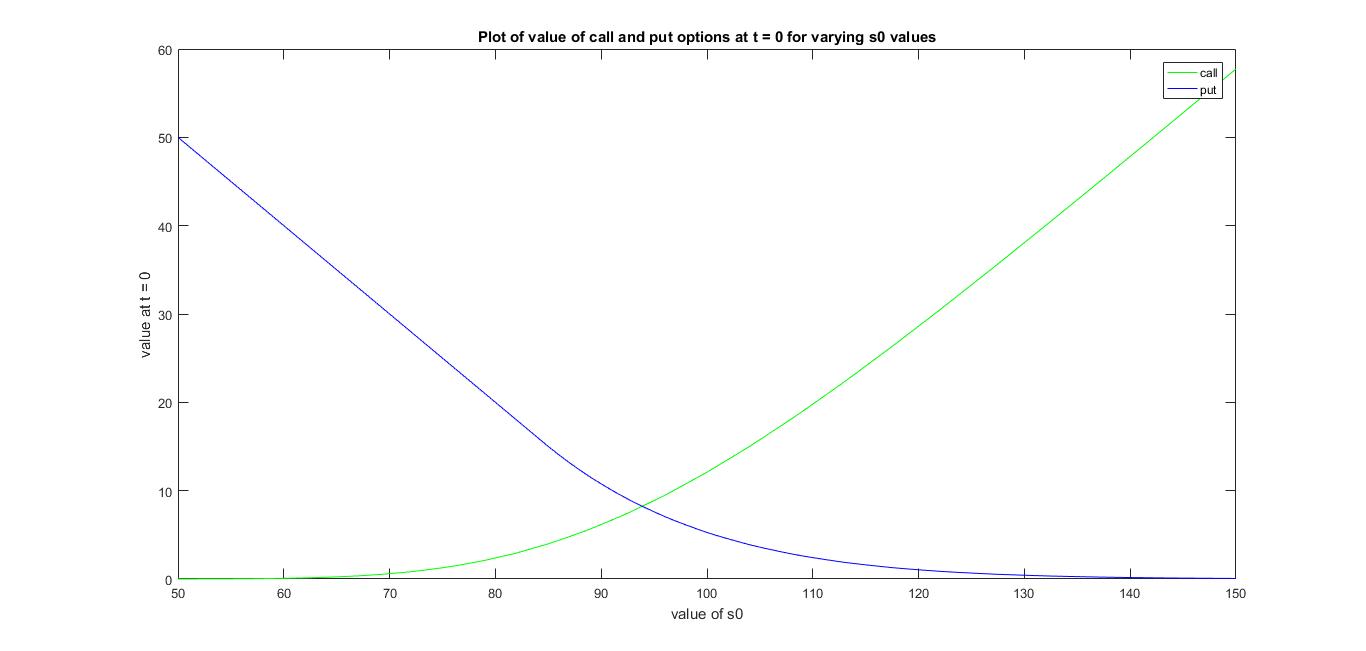 Plot of value of call and put options at t = 0 for varying s0 values
call
put
60
50
40
30
20
10
0
value at t = 0
50 60 70 80 90 100 110 120 130 140 150
value of s0